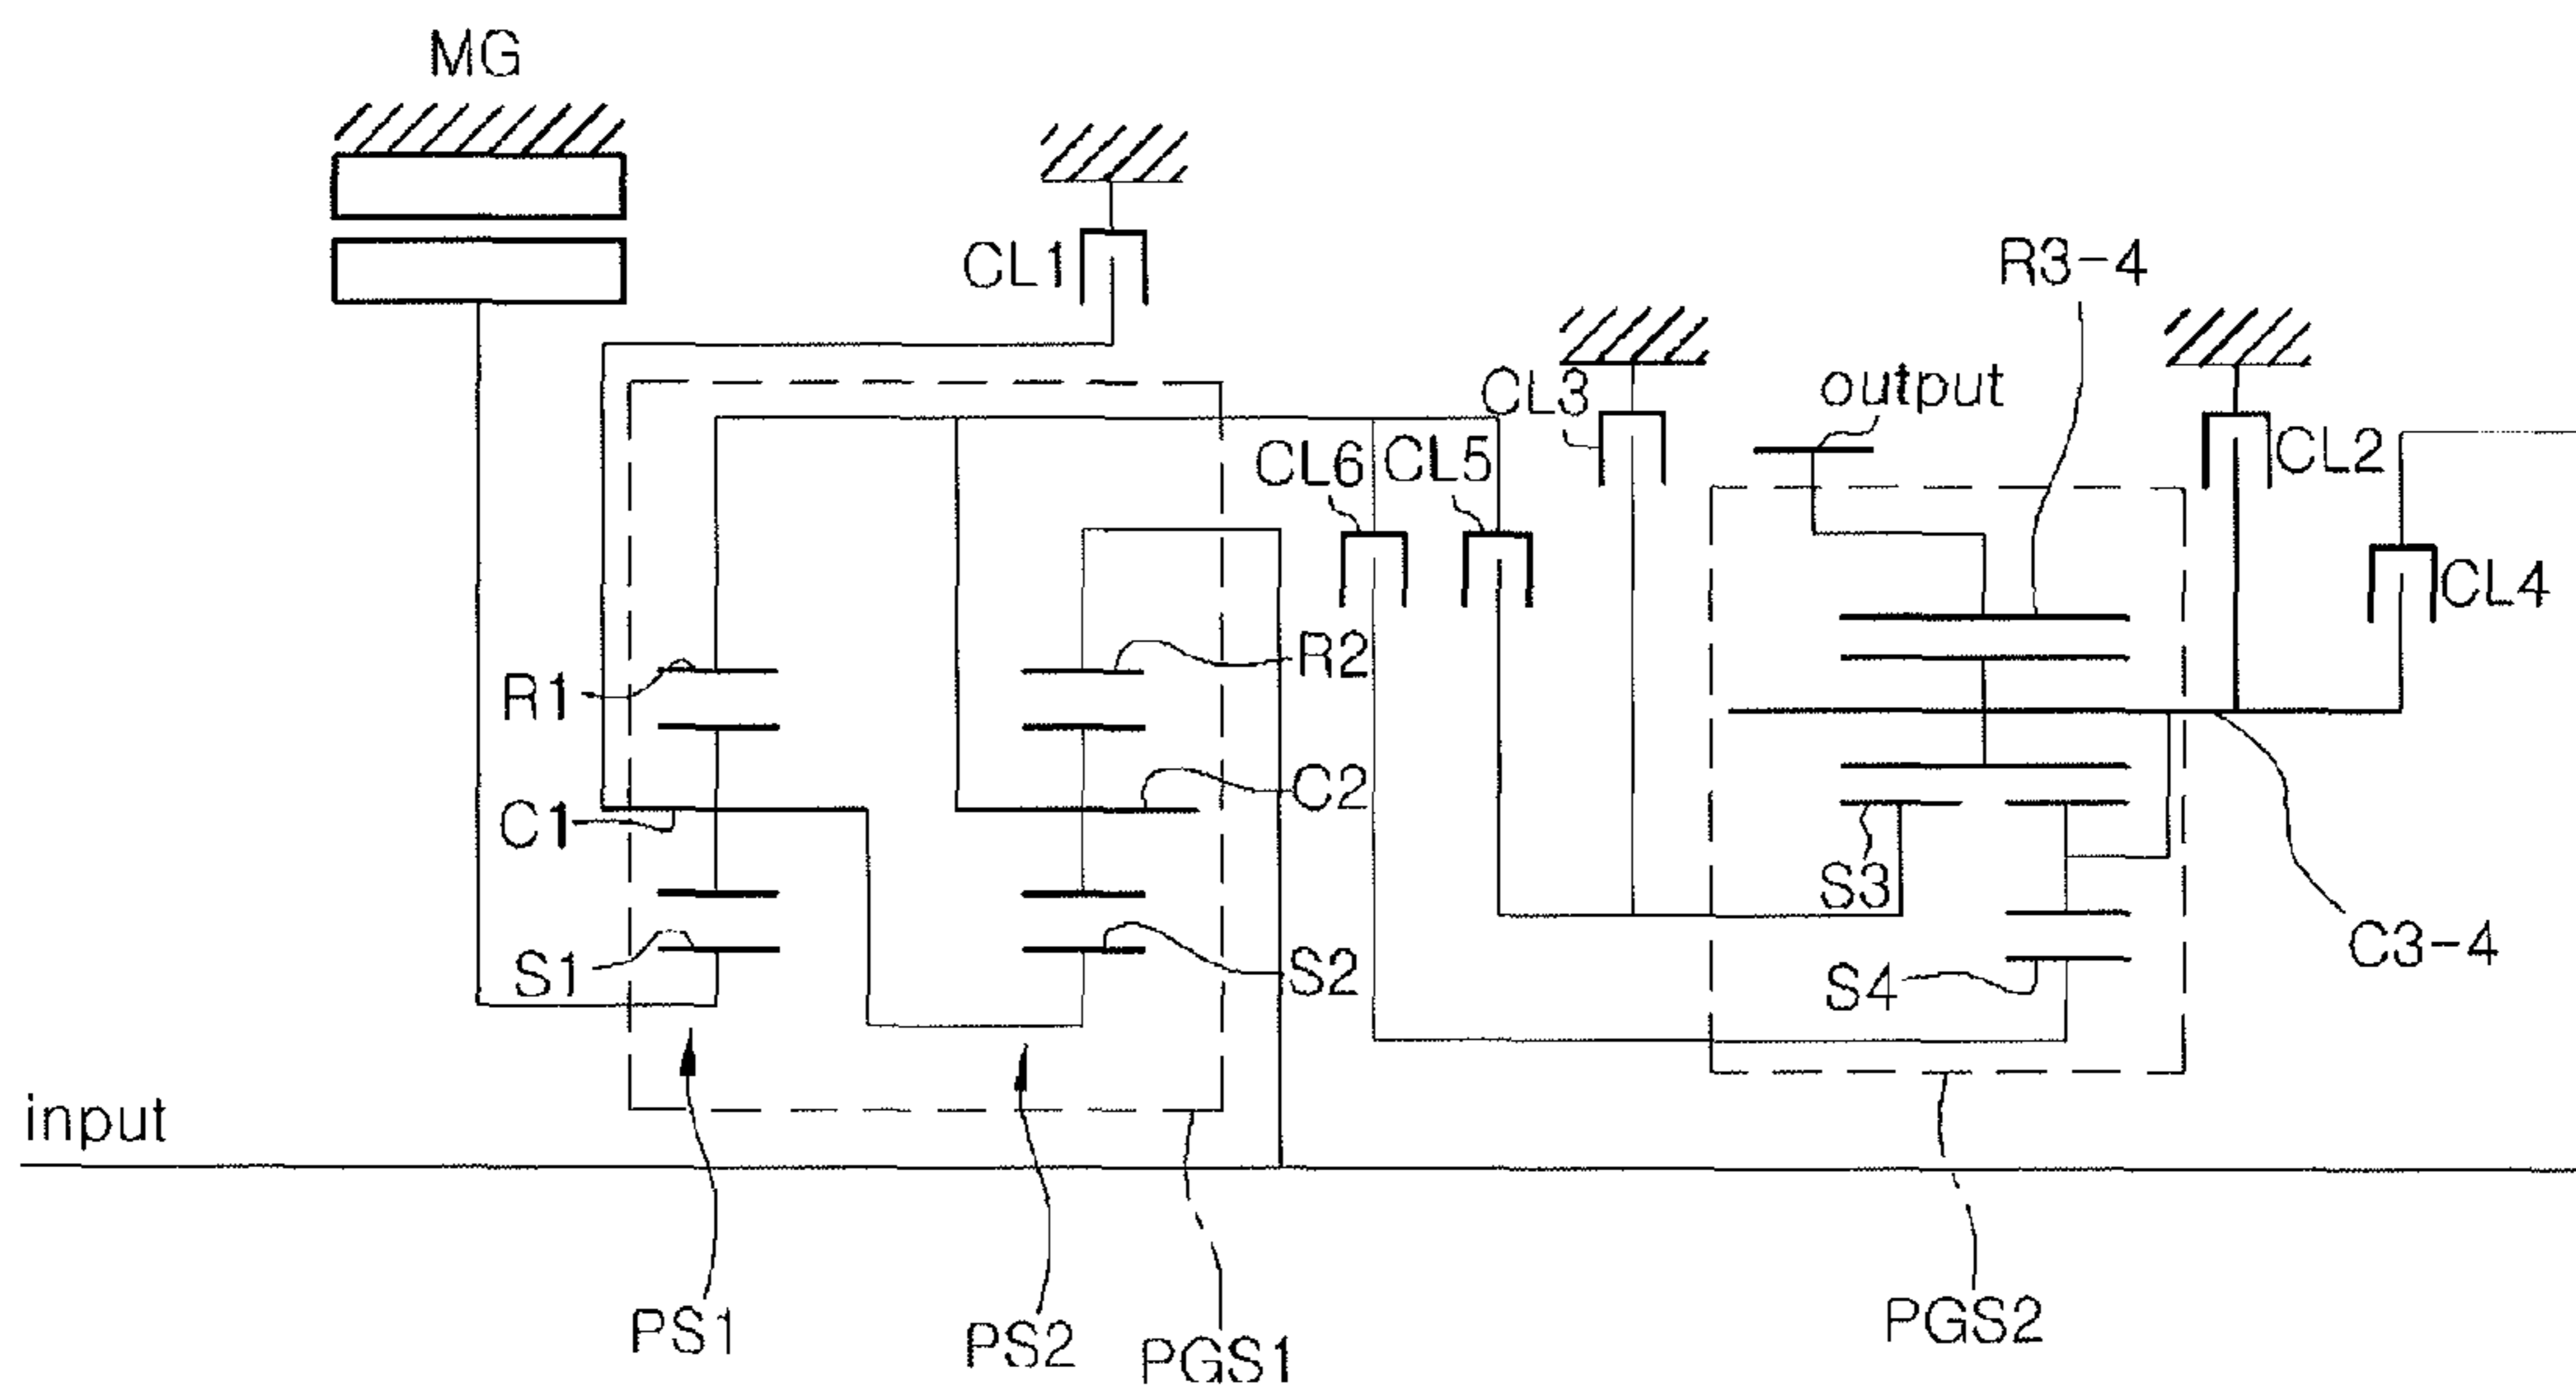 MG
CL1
R3-4
CL3
output
CL6
CL5
CL2
CL4
R1
R2
C1
C2
S3
S1
S2
S4
C3-4
input
PS1
PS2
PGS1
PGS2